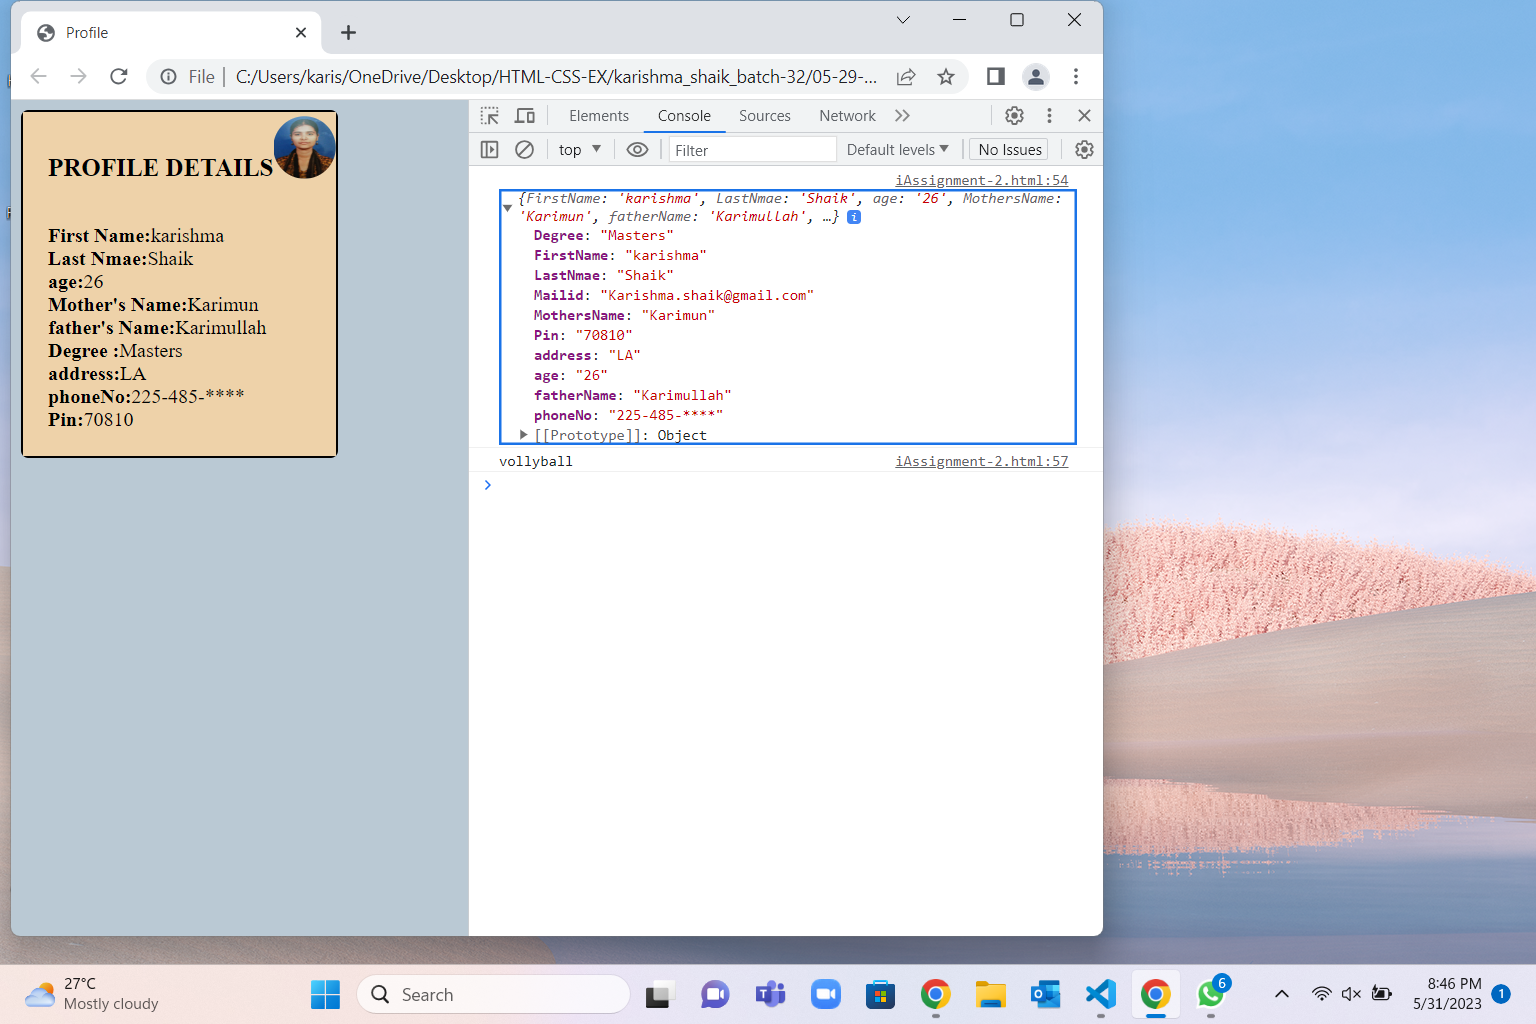 Profile
File | C:/Users/karis/OneDrive/Desktop/HTML-CSS-EX/karishma_shaik_batch-32/05-29-...
PROFILE DETAILS
First Name:karishma
Last Nmae:Shaik
age:26
Mother's Name:Karimun
father's Name:Karimullah
Degree :Masters
address:LA
phoneNo:225-485-****
Pin:70810
Elements Console Sources Network
top Filter Default levels No Issues
iAssignment-2.html:54
{FirstName: 'karishma', LastNmae: 'Shaik', age: '26', MothersName:
'Karimun', fatherName: 'Karimullah', …} i
Degree: "Masters"
FirstName: "karishma"
LastNmae: "Shaik"
Mailid: "Karishma.shaik@gmail.com"
MothersName: "Karimun"
Pin: "70810"
address: "LA"
age: "26"
fatherName: "Karimullah"
phoneNo: "225-485-****"
[[Prototype]]: Object
vollyball iAssignment-2.html:57
27°C
Mostly cloudy
Search
6
8:46 PM
5/31/2023
1